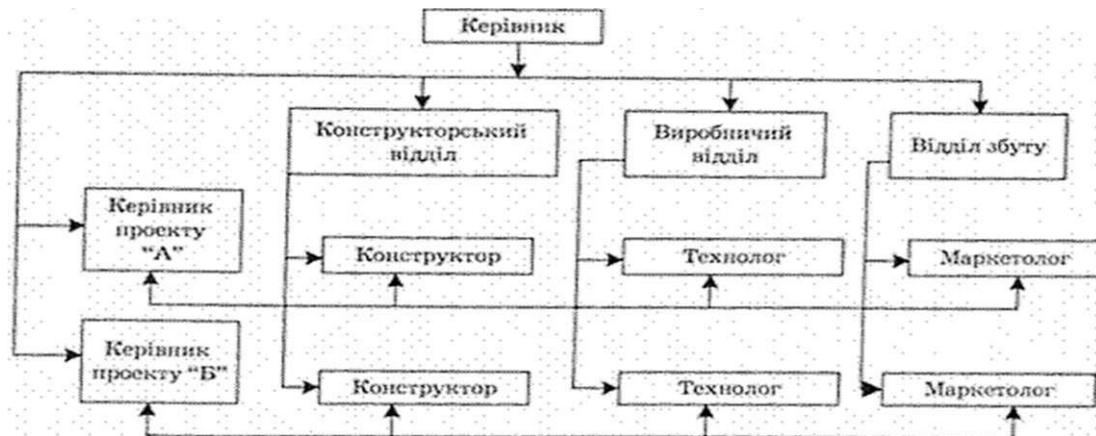 Керівник
Конструкторський
відділ
Виробничий
відділ
Відділ збуту
Керівник
проекту
“А”
Конструктор
Технолог
Маркетолог
Керівник
проекту “Б”
Конструктор
Технолог
Маркетолог